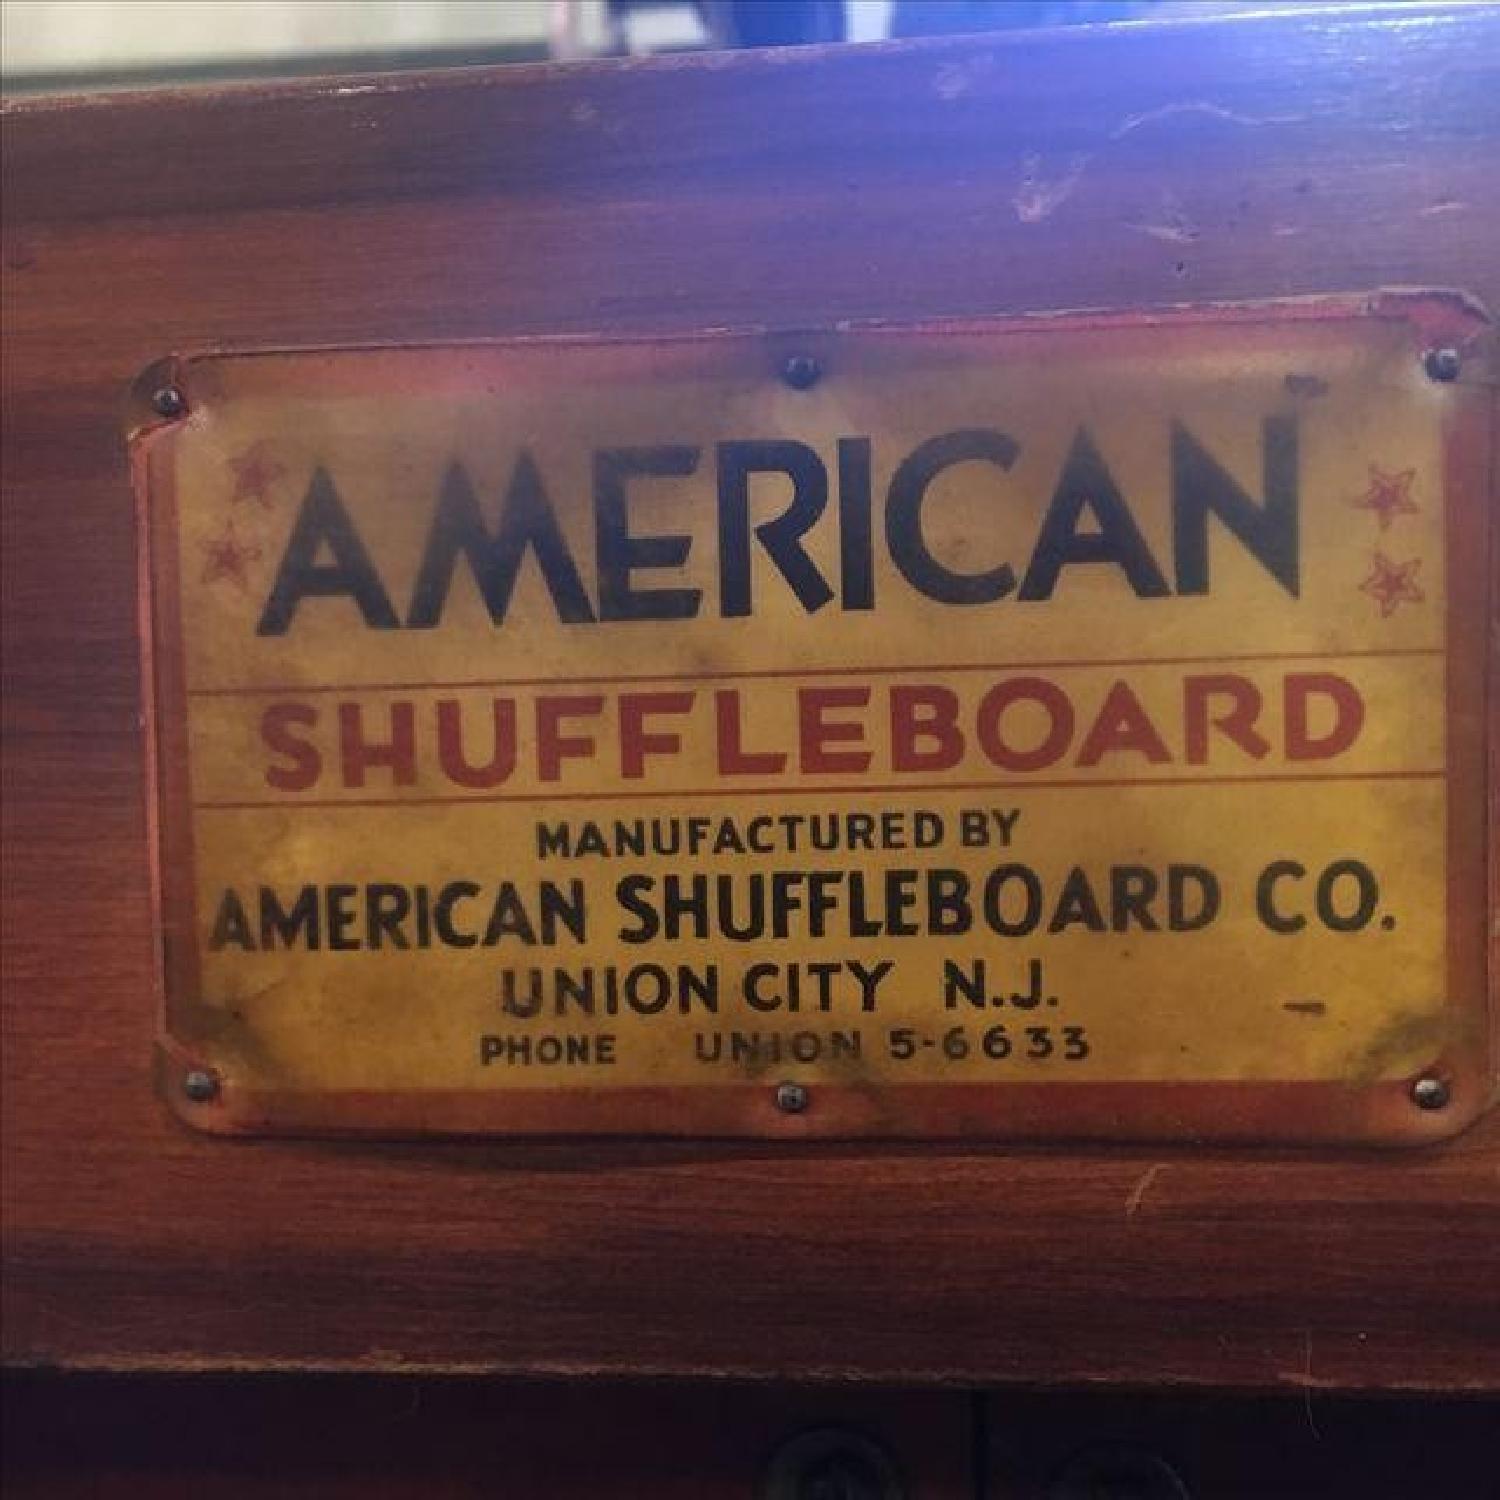 AMERICAN
SHUFFLEBOARD
MANUFACTURED BY
AMERICAN SHUFFLEBOARD CO.
UNION CITY N.J.
PHONE UNION 5-6633